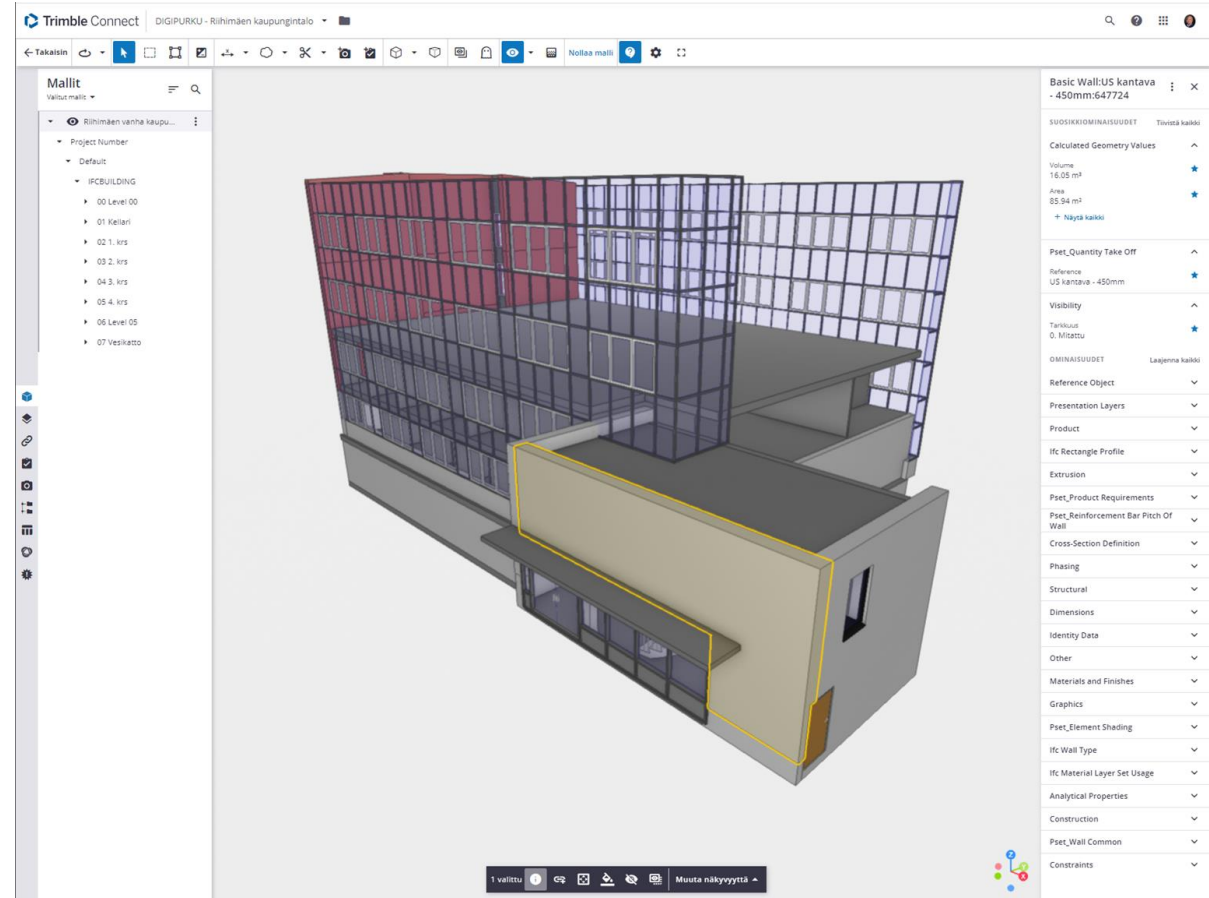 Trimble Connect
DIGIPURKU - Riihimäen kaupungintalo
Takaisin
Nollaa malli
Mallit
Valitut mallit
Riihimäen vanha kaupu...
Project Number
Default
IFCBUILDING
00 Level 00
01 Kellari
02 1. krs
03 2. krs
04 3, krs
05 4. krs
06 Level 05
07 Vesikatto
Basic Wall:US kantava
- 450mm:647724
SUOSIKKIOMINAISUUDET Tiivistä kaikki
Calculated Geometry Values
Volume
16.05 m³
Area
85.94 m²
+ Näytä kaikki
Pset_Quantity Take Off
Reference
US kantava - 450mm
Visibility
Tarkkuus
0. Mitattu
OMINAISUUDET Laajenna kaikki
Reference Object
Presentation Layers
Product
Ifc Rectangle Profile
Extrusion
Pset_Product Requirements
Pset_Reinforcement Bar Pitch Of
Wall
Cross-Section Definition
Phasing
Structural
Dimensions
Identity Data
Other
Materials and Finishes
Graphics
Pset_Element Shading
Ifc Wall Type
Ifc Material Layer Set Usage
Analytical Properties
Construction
Pset_Wall Common
Constraints
1 valittu
Muuta näkyvyyttä
Z
Y
X